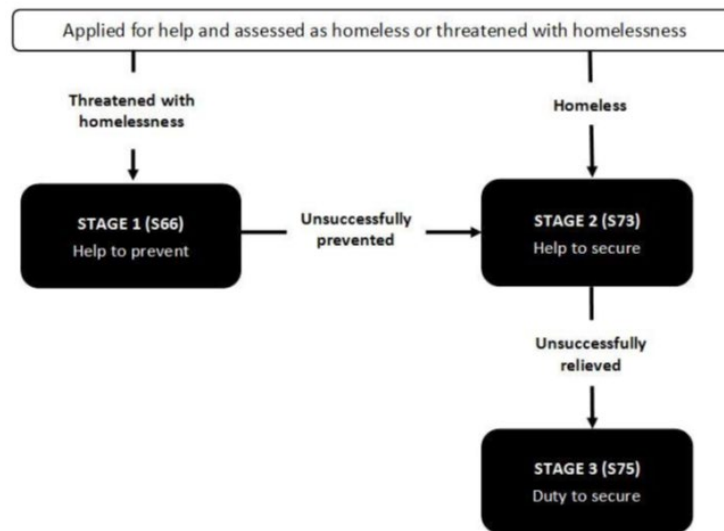 Applied for help and assessed as homeless or threatened with homelessness
Threatened with
homelessness
Homeless
STAGE 1 (S66)
Help to prevent
Unsuccessfully
prevented
STAGE 2 (S73)
Help to secure
Unsuccessfully
relieved
STAGE 3 (S75)
Duty to secure